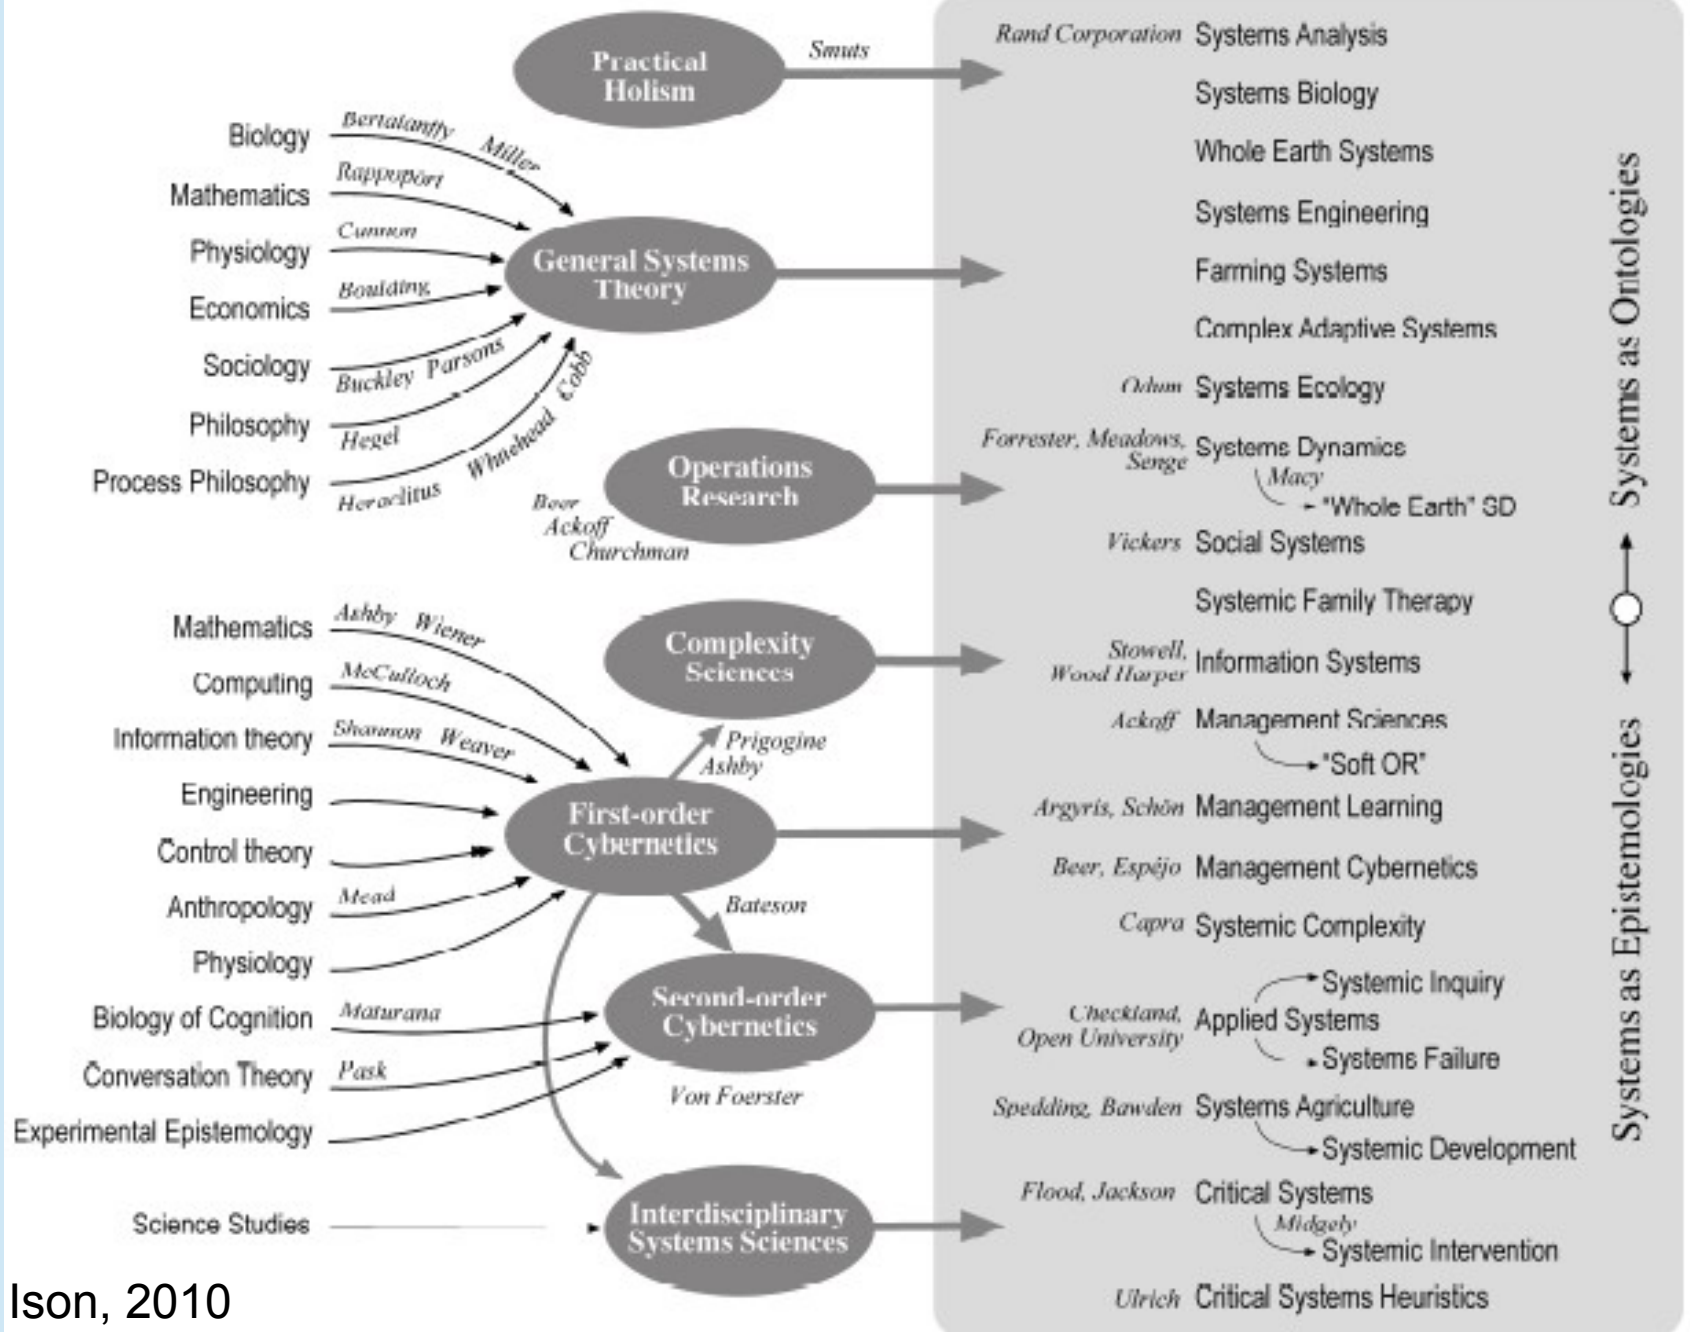 Practical
Holism
Smuts
Biology
Bertalanffy Miller
Mathematics
Rappoport
Physiology
Cannon
Economics
Boulding
Sociology
Buckley Parsons
Philosophy
Hegel
Process Philosophy
Heraclitus Whitehead Cobb
General Systems
Theory
Operations
Research
Beer
Ackoff
Churchman
Complexity
Sciences
Mathematics
Ashby Wiener
Computing
McCulloch
Information theory
Shannon Weaver
Engineering
Control theory
Anthropology
Mead
Physiology
First-order
Cybernetics
Prigogine
Ashby
Bateson
Biology of Cognition
Maturana
Conversation Theory
Pask
Experimental Epistemology
Second-order
Cybernetics
Von Foerster
Science Studies
Interdisciplinary
Systems Sciences
Rand Corporation Systems Analysis
Systems Biology
Whole Earth Systems
Systems Engineering
Farming Systems
Complex Adaptive Systems
Odum Systems Ecology
Forrester, Meadows,
Senge Systems Dynamics
Macy
"Whole Earth" SD
Vickers Social Systems
Systemic Family Therapy
Stowell,
Wood Harper Information Systems
Ackoff Management Sciences
"Soft OR"
Argyris, Schön Management Learning
Beer, Espéjo Management Cybernetics
Capra Systemic Complexity
Systemic Inquiry
Checkland,
Open University Applied Systems
Systems Failure
Spedding, Bawden Systems Agriculture
Systemic Development
Flood, Jackson Critical Systems
Midgely
Systemic Intervention
Ulrich Critical Systems Heuristics
Systems as Ontologies
Systems as Epistemologies
Ison, 2010